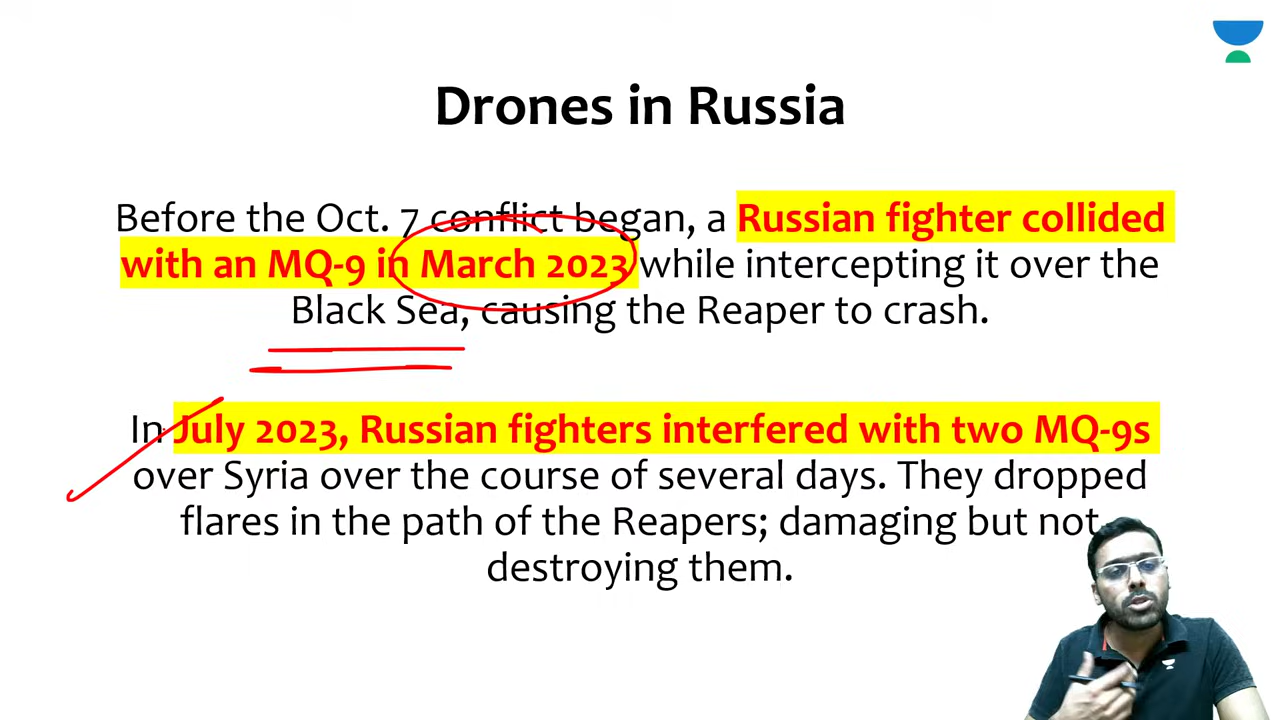 Drones in Russia
Before the Oct. 7 conflict began, a Russian fighter collided
with an MQ-9 in March 2023 while intercepting it over the
Black Sea, causing the Reaper to crash.
In July 2023, Russian fighters interfered with two MQ-9s
over Syria over the course of several days. They dropped
flares in the path of the Reapers; damaging but not
destroying them.